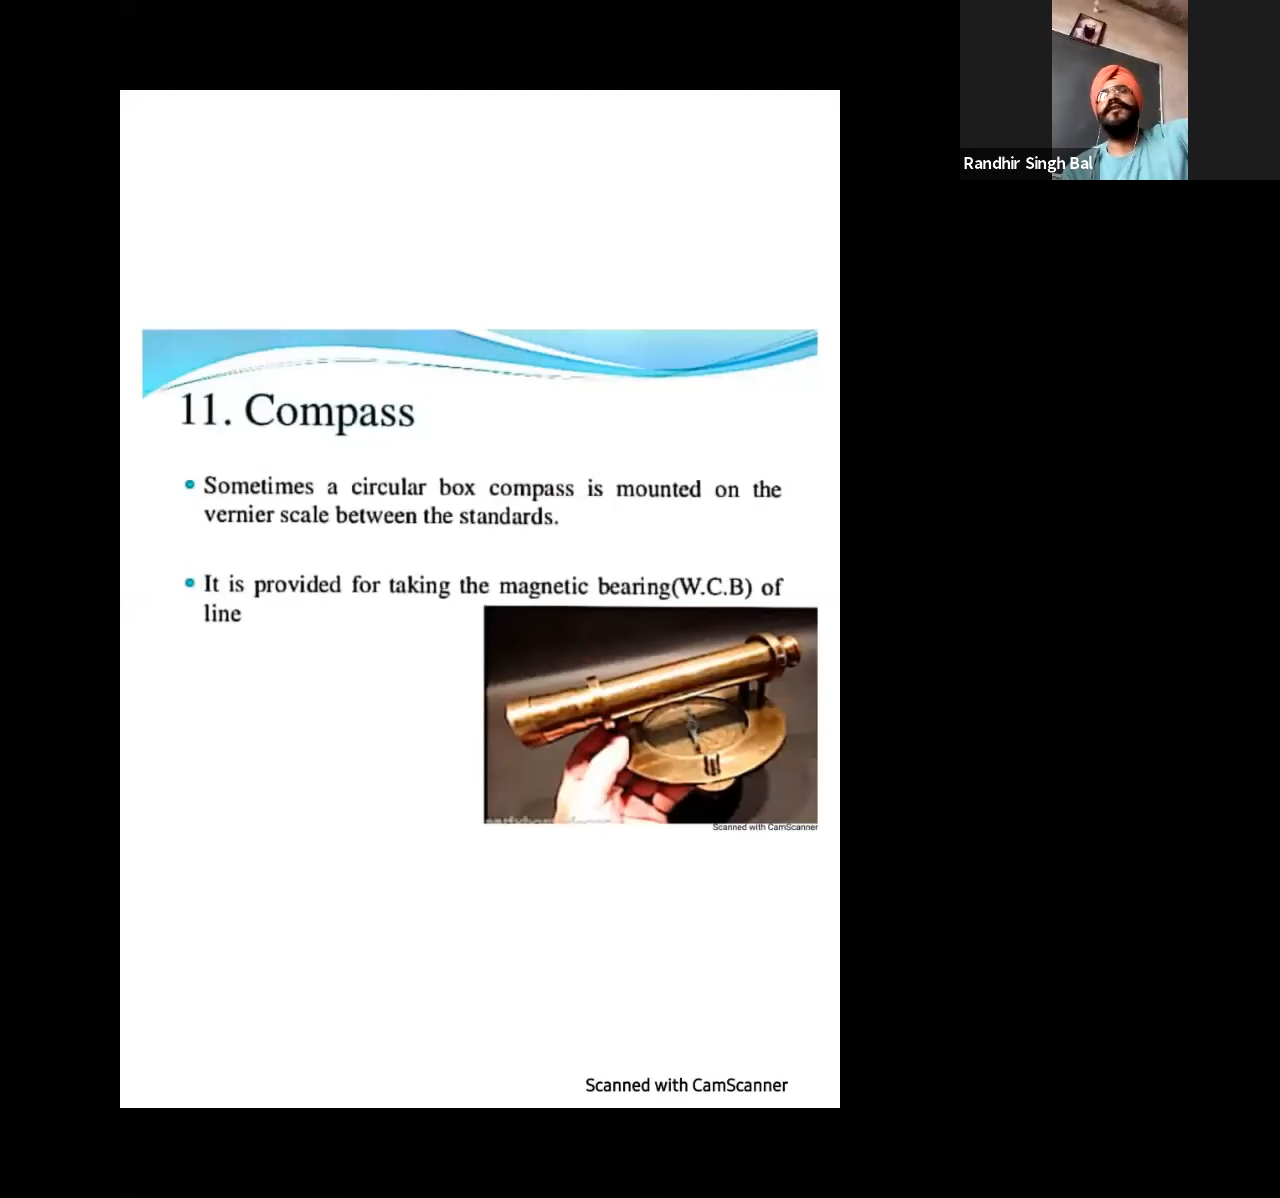 Randhir Singh Bal
11. Compass
Sometimes a circular box compass is mounted on the
vernier scale between the standards.
It is provided for taking the magnetic bearing(W.C.B) of
line
Scanned with CamScanner
Scanned with CamScanner